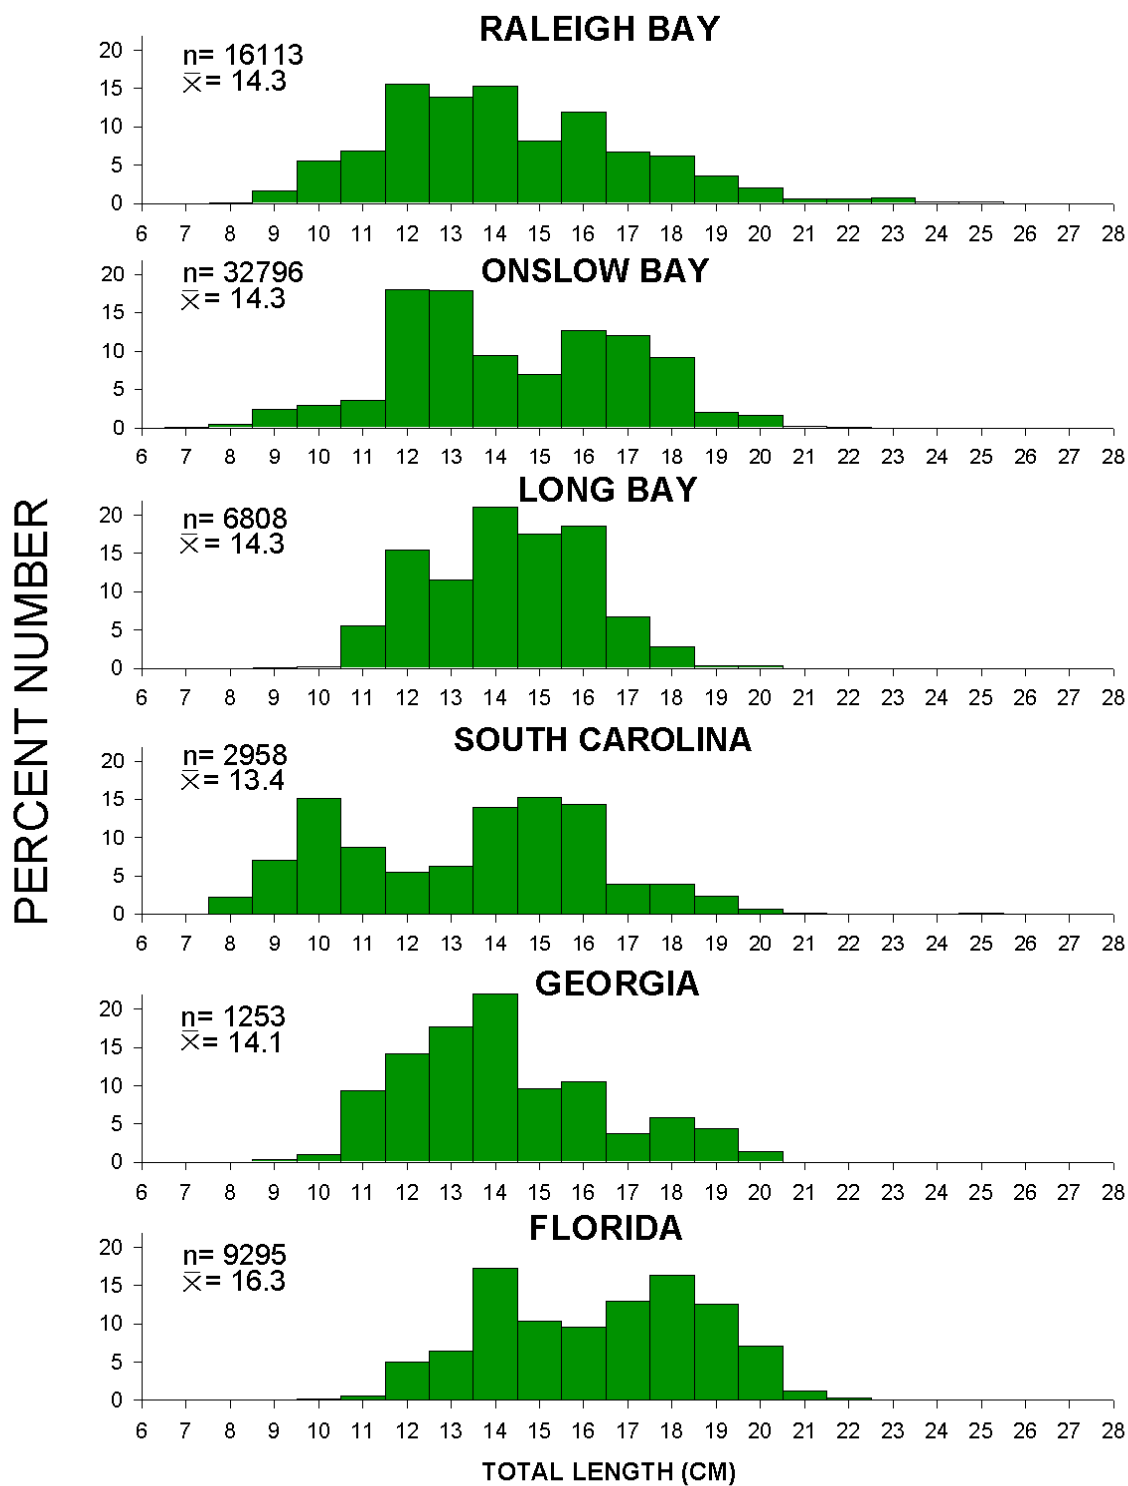 RALEIGH BAY
n= 16113
x̅= 14.3
20
15
10
5
0
6 7 8 9 10 11 12 13 14 15 16 17 18 19 20 21 22 23 24 25 26 27 28
ONSLOW BAY
n= 32796
x̅= 14.3
20
15
10
5
0
6 7 8 9 10 11 12 13 14 15 16 17 18 19 20 21 22 23 24 25 26 27 28
LONG BAY
n= 6808
x̅= 14.3
20
15
10
5
0
6 7 8 9 10 11 12 13 14 15 16 17 18 19 20 21 22 23 24 25 26 27 28
PERCENT NUMBER
SOUTH CAROLINA
n= 2958
x̅= 13.4
20
15
10
5
0
6 7 8 9 10 11 12 13 14 15 16 17 18 19 20 21 22 23 24 25 26 27 28
GEORGIA
n= 1253
x̅= 14.1
20
15
10
5
0
6 7 8 9 10 11 12 13 14 15 16 17 18 19 20 21 22 23 24 25 26 27 28
FLORIDA
n= 9295
x̅= 16.3
20
15
10
5
0
6 7 8 9 10 11 12 13 14 15 16 17 18 19 20 21 22 23 24 25 26 27 28
TOTAL LENGTH (CM)